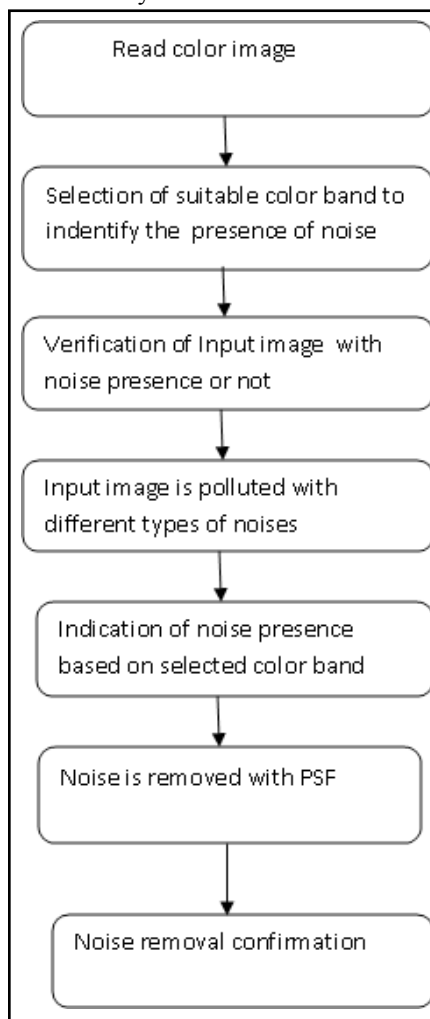 Read color image
Selection of suitable color band to
indentify the presence of noise
Verification of Input image with
noise presence or not
Input image is polluted with
different types of noises
Indication of noise presence
based on selected color band
Noise is removed with PSF
Noise removal confirmation